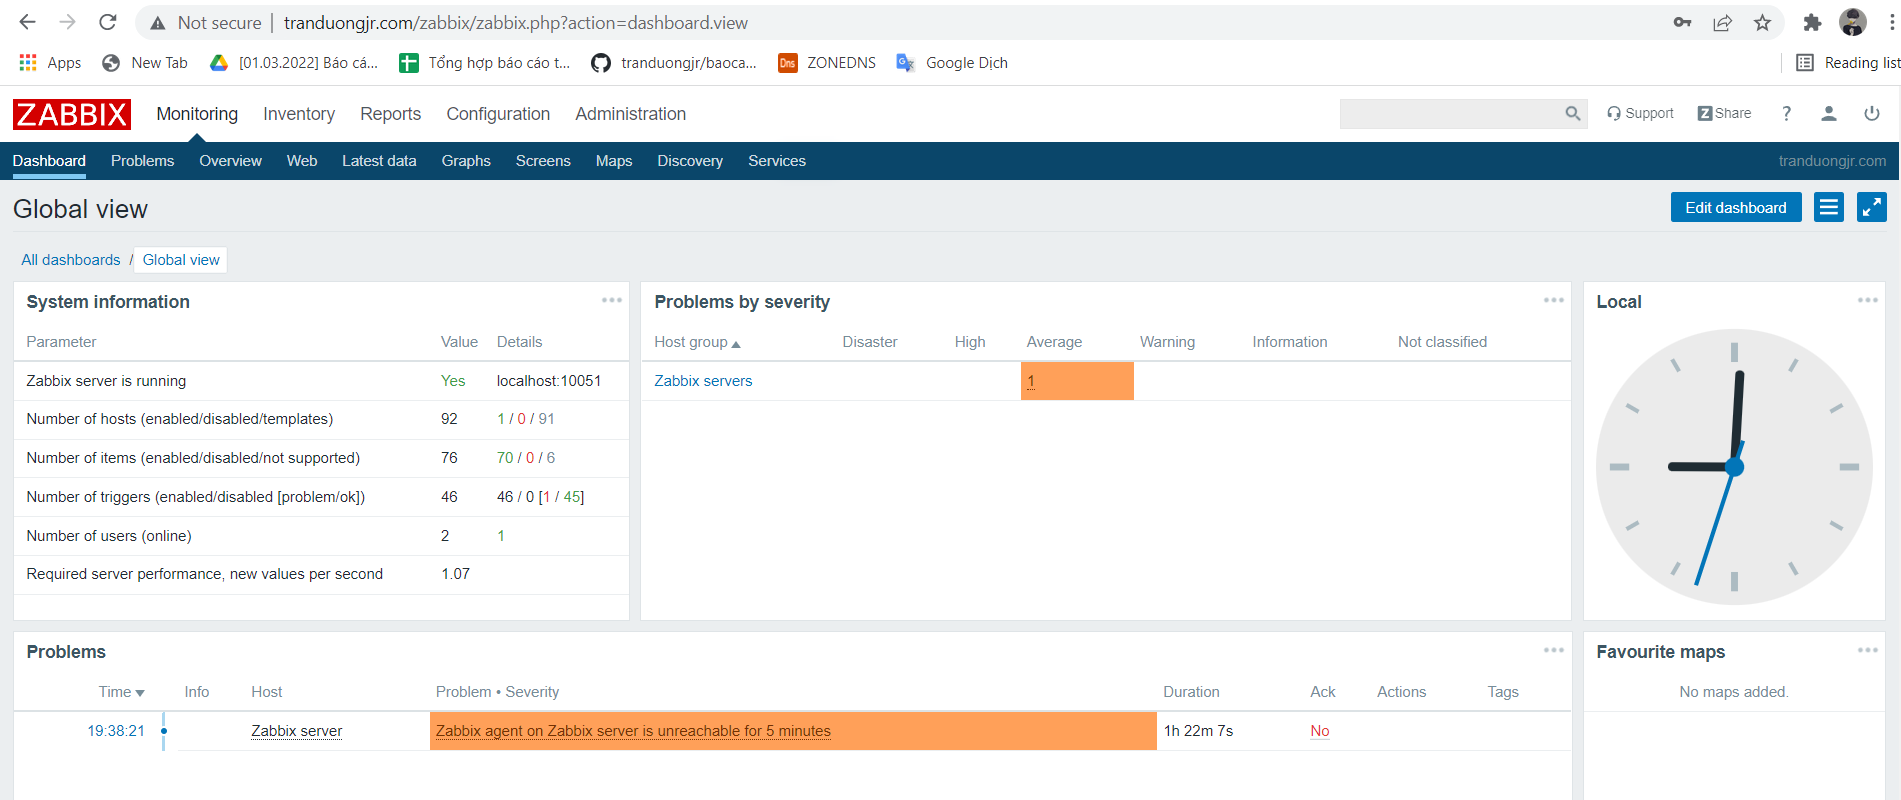 Not secure | tranduongjr.com/zabbix/zabbix.php?action=dashboard.view
Apps New Tab [01.03.2022] Báo cá... Tổng hợp báo cáo t... tranduongjr/baoca... Dns ZONEDNS Google Dịch Reading list
ZABBIX Monitoring Inventory Reports Configuration Administration Support Z Share ?
Dashboard Problems Overview Web Latest data Graphs Screens Maps Discovery Services tranduongjr.com
Global view Edit dashboard
All dashboards / Global view
System information Problems by severity Local
Parameter Value Details Host group Disaster High Average Warning Information Not classified
Zabbix server is running Yes localhost:10051 Zabbix servers 1
Number of hosts (enabled/disabled/templates) 92 1 / 0 / 91
Number of items (enabled/disabled/not supported) 76 70 / 0 / 6
Number of triggers (enabled/disabled [problem/ok]) 46 46 / 0 [1 / 45]
Number of users (online) 2 1
Required server performance, new values per second 1.07
Problems Favourite maps
Time Info Host Problem • Severity Duration Ack Actions Tags No maps added.
19:38:21 Zabbix server Zabbix agent on Zabbix server is unreachable for 5 minutes 1h 22m 7s No